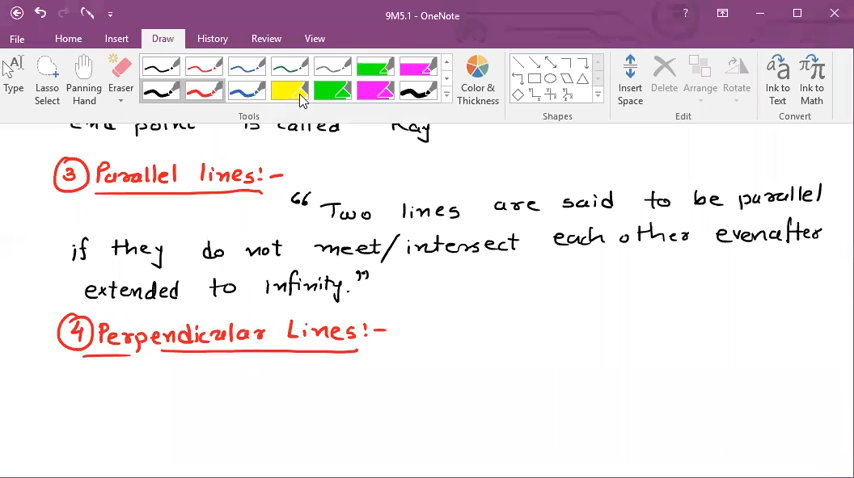 9M5.1 - OneNote
?
File Home Insert Draw History Review View
Type
Lasso Select
Panning Hand
Eraser
Color & Thickness
Insert Space
Delete
Arrange
Rotate
Ink to Text
Ink to Math
Tools Shapes Edit Convert
end point is called Ray
③ Parallel lines:-
"Two lines are said to be parallel
if they do not meet/intersect each other evenafter
extended to infinity."
④ Perpendicular Lines:-